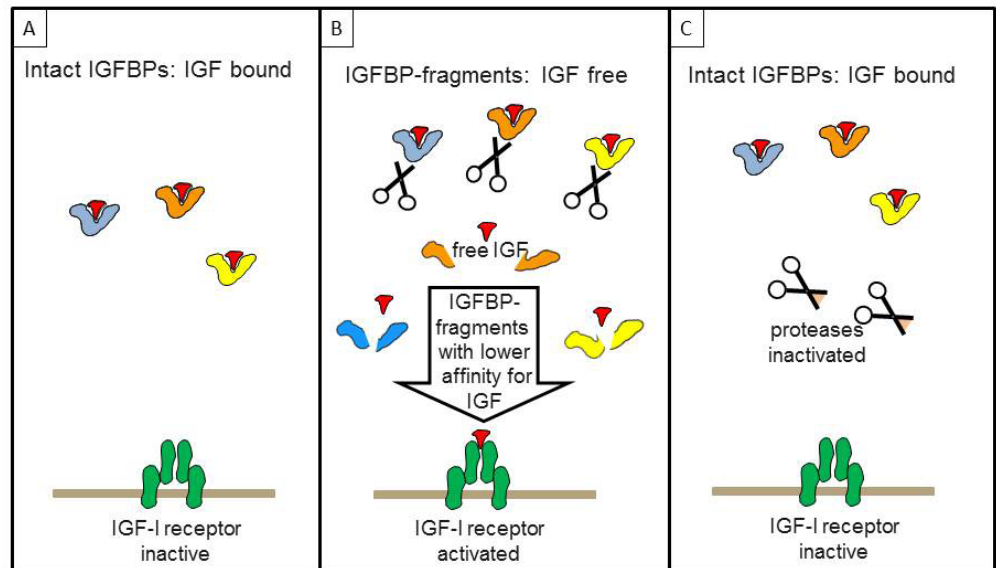 A
Intact IGFBPs: IGF bound
IGF-I receptor
inactive
B
IGFBP-fragments: IGF free
free IGF
IGFBP-
fragments
with lower
affinity for
IGF
IGF-I receptor
activated
C
Intact IGFBPs: IGF bound
proteases
inactivated
IGF-I receptor
inactive